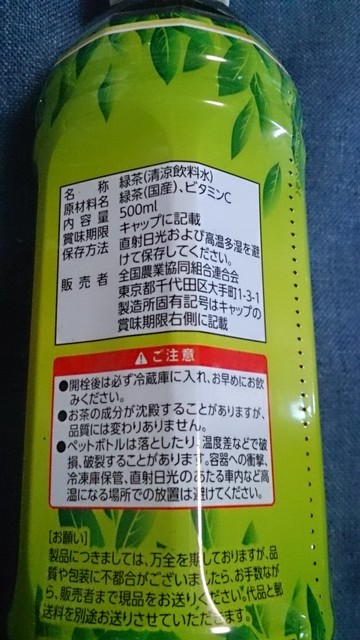 名称 緑茶(清涼飲料水)
原材料名 緑茶(国産)、ビタミンC
内容量 500ml
賞味期限 キャップに記載
保存方法 直射日光および高温多湿を避
けて保存してください。
販売者 全国農業協同組合連合会
東京都千代田区大手町1-3-1
製造所固有記号はキャップの
賞味期限右側に記載
ご注意
●開栓後は必ず冷蔵庫に入れ、お早めにお飲
みください。
●お茶の成分が沈殿することがありますが、
品質には変わりありません。
●ペットボトルは落としたり、温度差などで破
損、破裂することがあります。容器への衝撃、
冷凍庫保管、直射日光のあたる車内など高
温になる場所での放置は避けてください。
[お願い]
製品につきましては、万全を期しておりますが、品
質や包装に不都合がございましたら、お手数なが
ら、販売者まで現品をお送りください。代品と郵
送料を別途お送りさせていただきます。